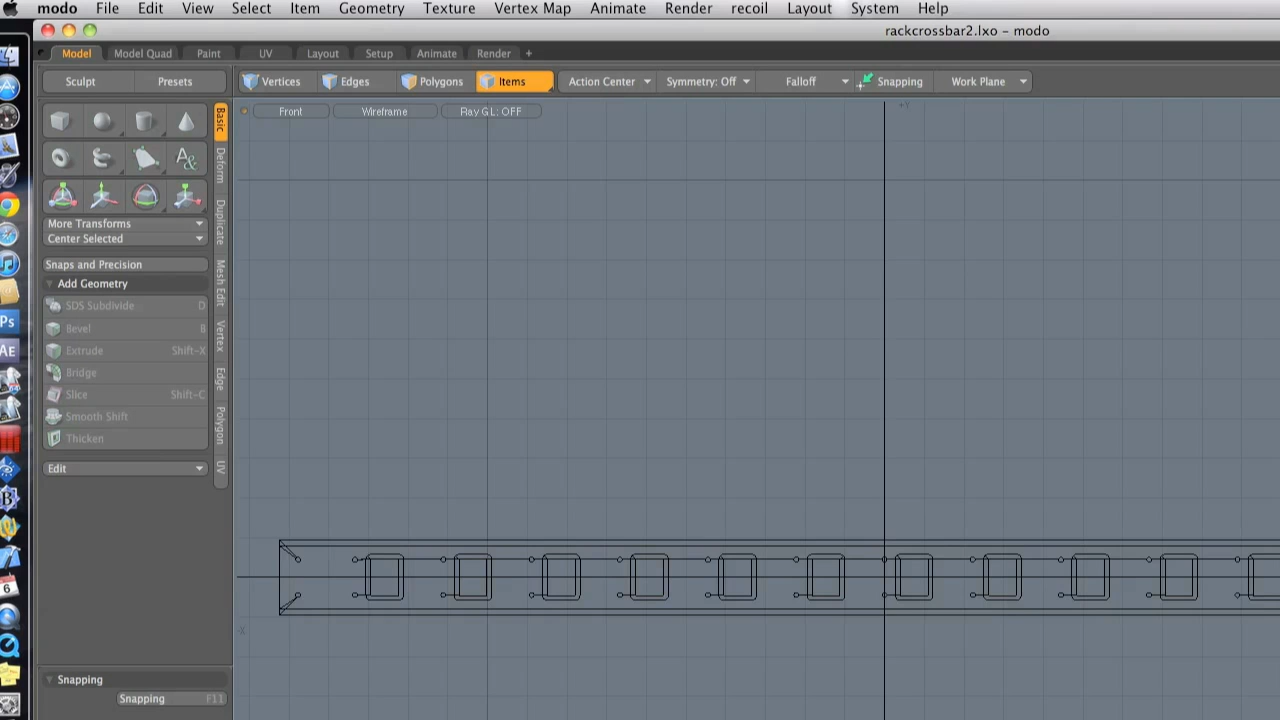 modo File Edit View Select Item Geometry Texture Vertex Map Animate Render recoil Layout System Help
rackcrossbar2.lxo – modo
Model Model Quad Paint UV Layout Setup Animate Render +
Sculpt Presets Vertices Edges Polygons Items Action Center Symmetry: Off Falloff Snapping Work Plane
Front Wireframe Ray GL: OFF
Basic
Deform
Duplicate
Mesh Edit
Vertex
Edge
Polygon
UV
More Transforms
Center Selected
Snaps and Precision
Add Geometry
SDS Subdivide D
Bevel B
Extrude Shift-X
Bridge
Slice Shift-C
Smooth Shift
Thicken
Edit
Snapping
Snapping F11
Ps
AE
B
6
+Y
-X